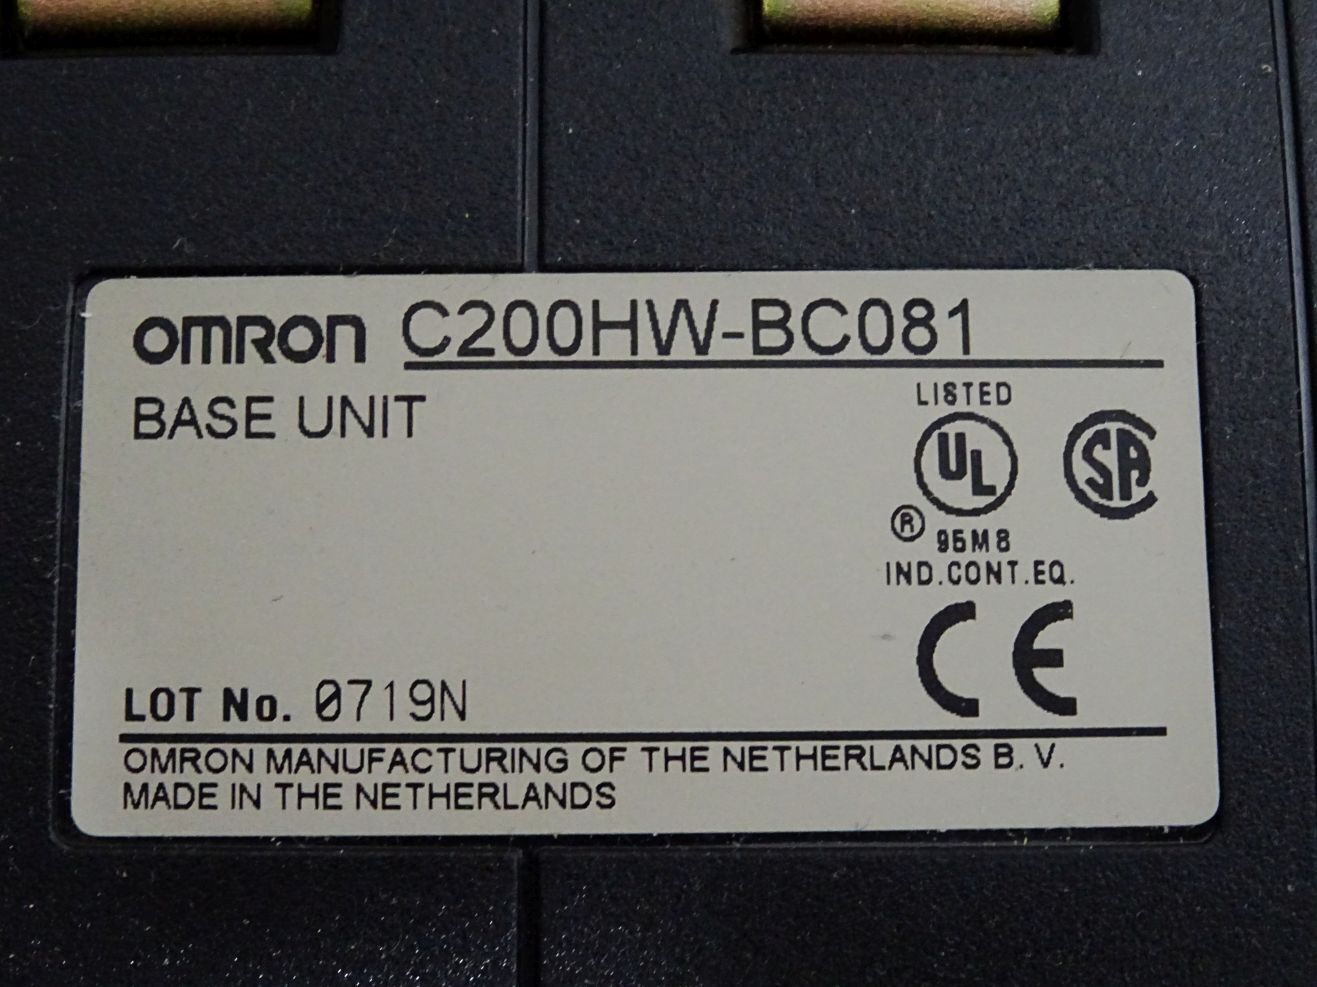 OMRON C200HW-BC081
BASE UNIT
LISTED
UL
SA
® 95M8
IND.CONT.EQ.
CE
LOT No. 0719N
OMRON MANUFACTURING OF THE NETHERLANDS B. V.
MADE IN THE NETHERLANDS